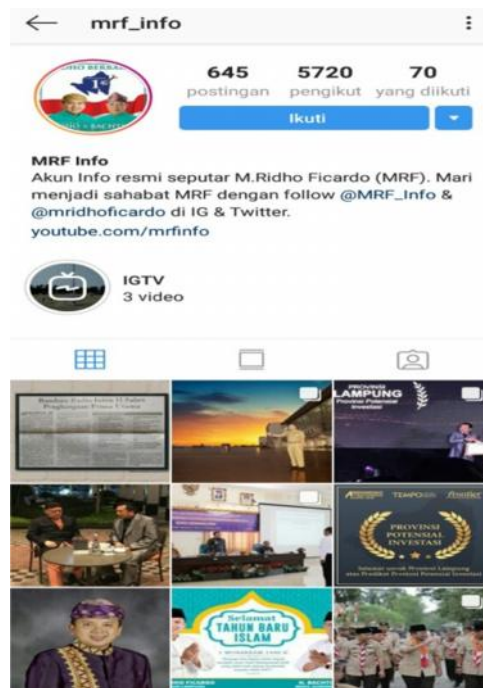 mrf_info
645 5720 70
postingan pengikut yang diikuti
Ikuti
MRF Info
Akun Info resmi seputar M.Ridho Ficardo (MRF). Mari
menjadi sahabat MRF dengan follow @MRF_Info &
@mridhoficardo di IG & Twitter.
youtube.com/mrfinfo
IGTV
3 video
PROVINSI
LAMPUNG
Provinsi Potensial
Investasi
TEMPO
frontier
PROVINSI
POTENSIAL
INVESTASI
Selamat
TAHUN BARU
ISLAM